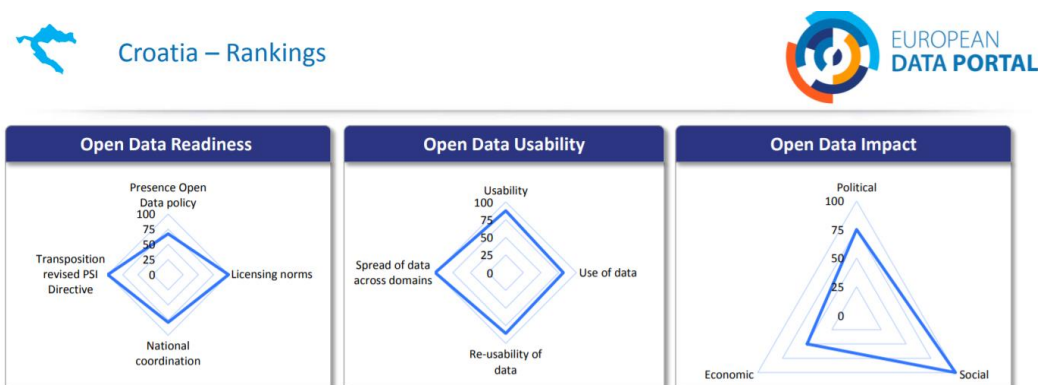 Croatia – Rankings
EUROPEAN
DATA PORTAL
Open Data Readiness
Presence Open
Data policy
100
75
50
25
0
Transposition
revised PSI
Directive
Licensing norms
National
coordination
Open Data Usability
Usability
100
75
50
25
0
Spread of data
across domains
Use of data
Re-usability of
data
Open Data Impact
Political
100
75
50
25
0
Economic
Social